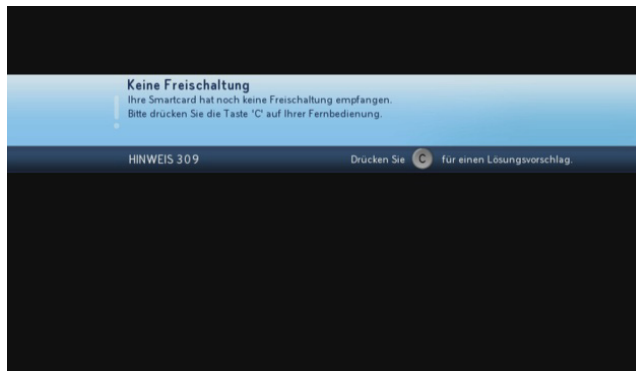 Keine Freischaltung
Ihre Smartcard hat noch keine Freischaltung empfangen.
Bitte drücken Sie die Taste 'C' auf Ihrer Fernbedienung.
HINWEIS 309
Drücken Sie C für einen Lösungsvorschlag.